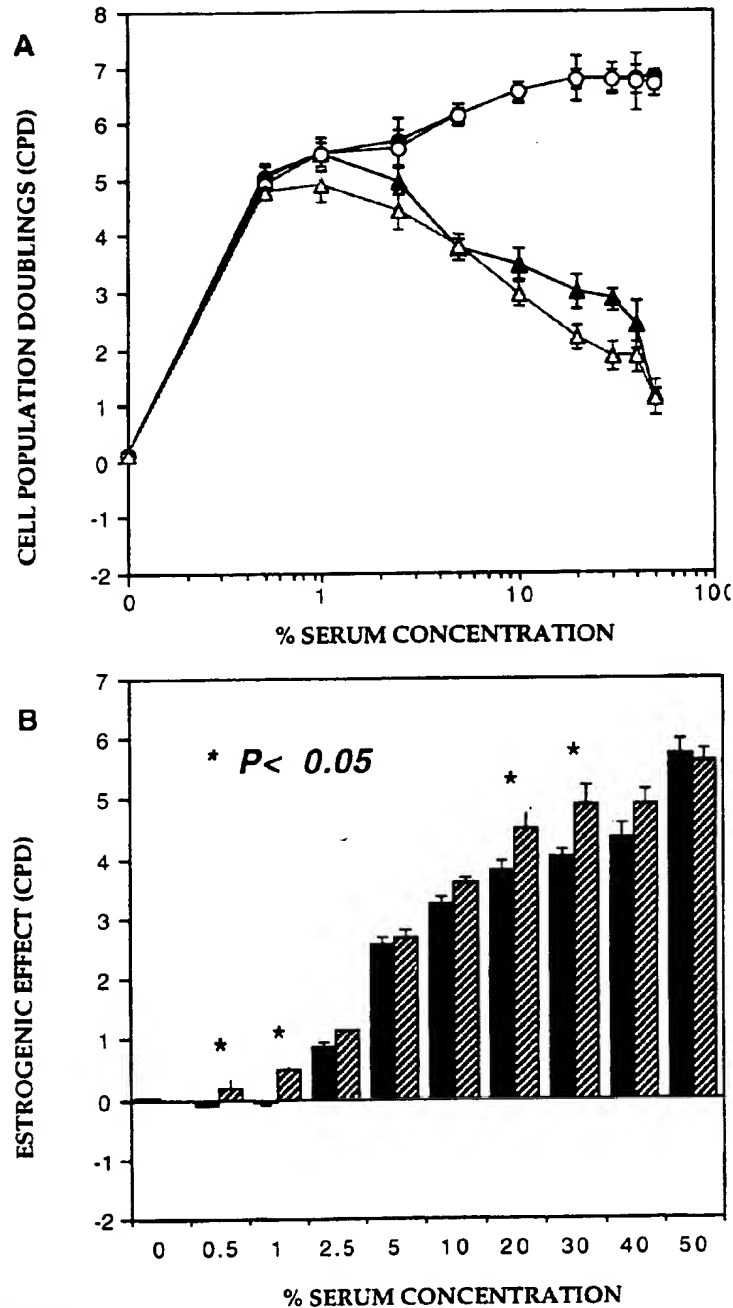 A
CELL POPULATION DOUBLINGS (CPD)
8
7
6
5
4
3
2
1
0
-1
-2
0 1 10 100
% SERUM CONCENTRATION
B
ESTROGENIC EFFECT (CPD)
* P< 0.05
7
6
5
4
3
2
1
0
-1
-2
* * * *
0 0.5 1 2.5 5 10 20 30 40 50
% SERUM CONCENTRATION